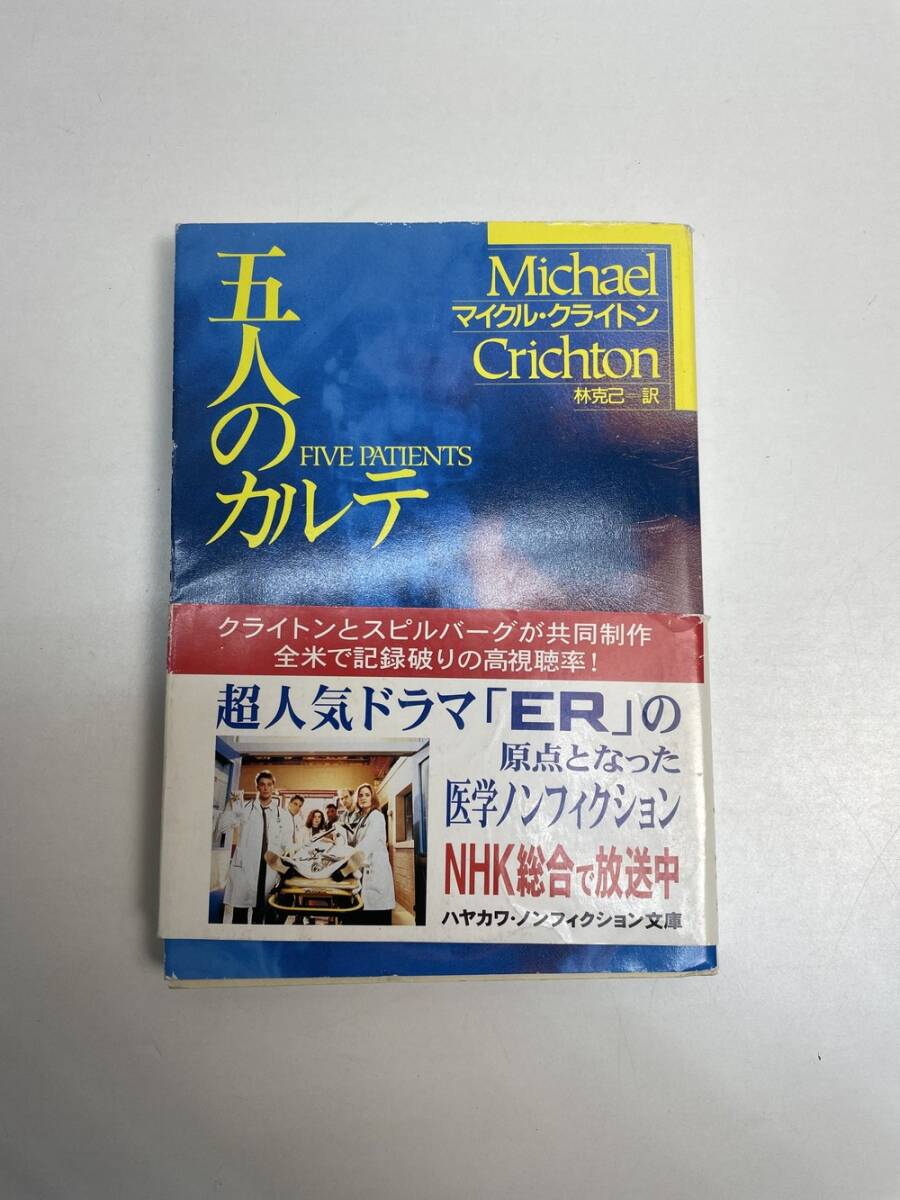 五人の
カルテ
FIVE PATIENTS
Michael
マイクル・クライトン
Crichton
林克己 訳
クライトンとスピルバーグが共同制作
全米で記録破りの高視聴率！
超人気ドラマ「ER」の
原点となった
医学ノンフィクション
NHK総合で放送中
ハヤカワ・ノンフィクション文庫